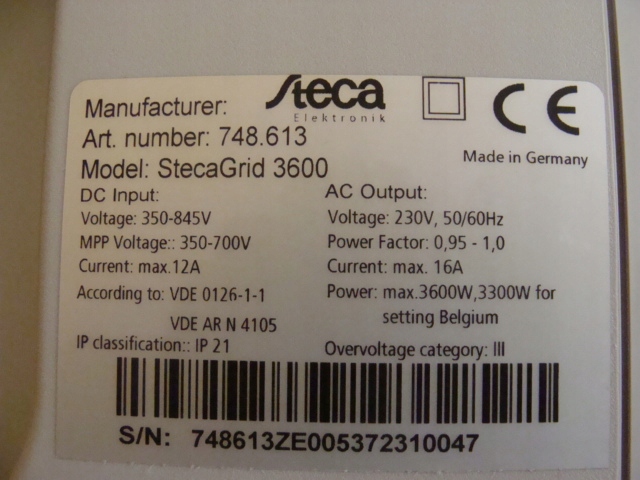 Manufacturer: Steca
Elektronik
CE
Art. number: 748.613
Made in Germany
Model: StecaGrid 3600
DC Input:
Voltage: 350-845V
MPP Voltage:: 350-700V
Current: max.12A
According to: VDE 0126-1-1
VDE AR N 4105
IP classification:: IP 21
AC Output:
Voltage: 230V, 50/60Hz
Power Factor: 0,95 - 1,0
Current: max. 16A
Power: max.3600W,3300W for
setting Belgium
Overvoltage category: III
S/N: 748613ZE005372310047